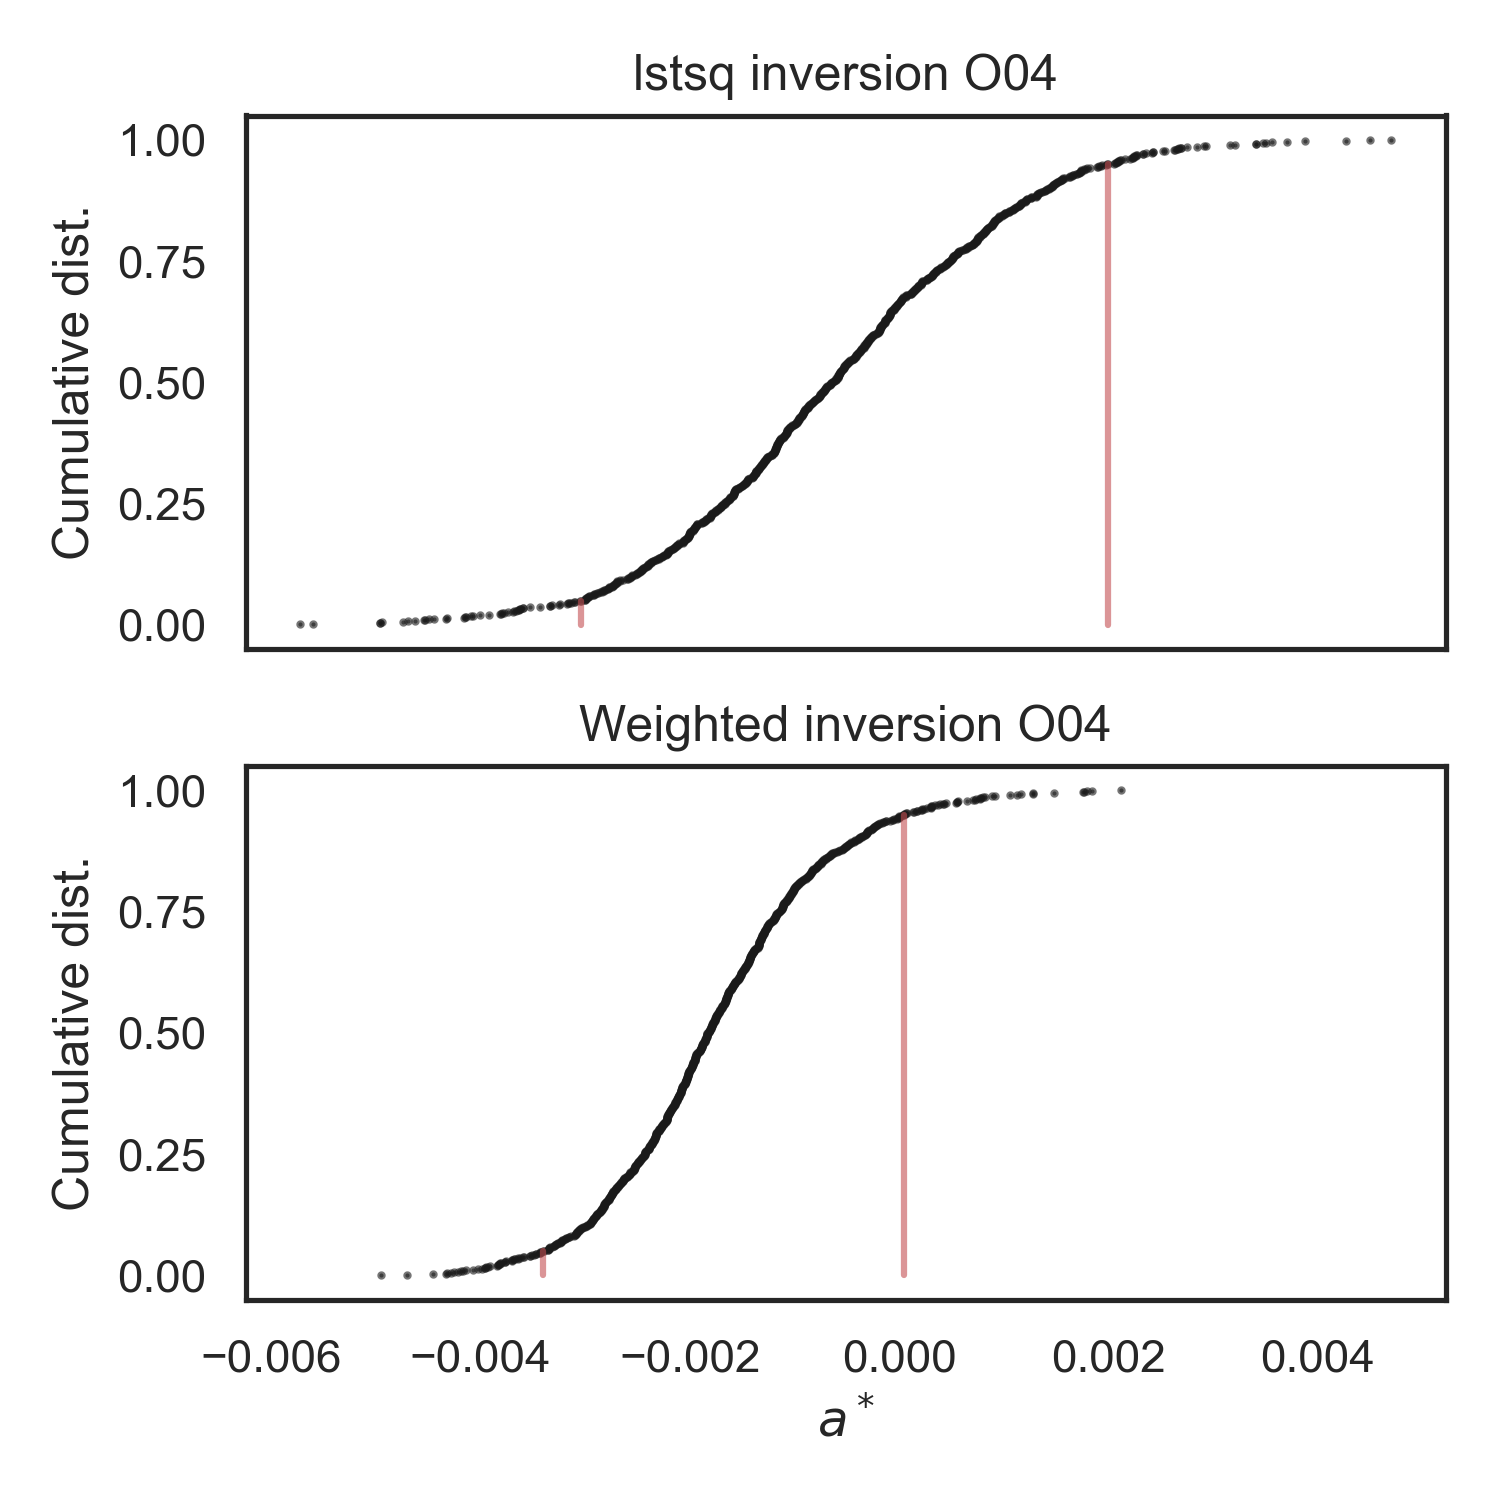 lstsq inversion O04
1.00
0.75
0.50
0.25
0.00
Cumulative dist.
Weighted inversion O04
1.00
0.75
0.50
0.25
0.00
Cumulative dist.
−0.006 −0.004 −0.002 0.000 0.002 0.004
a*